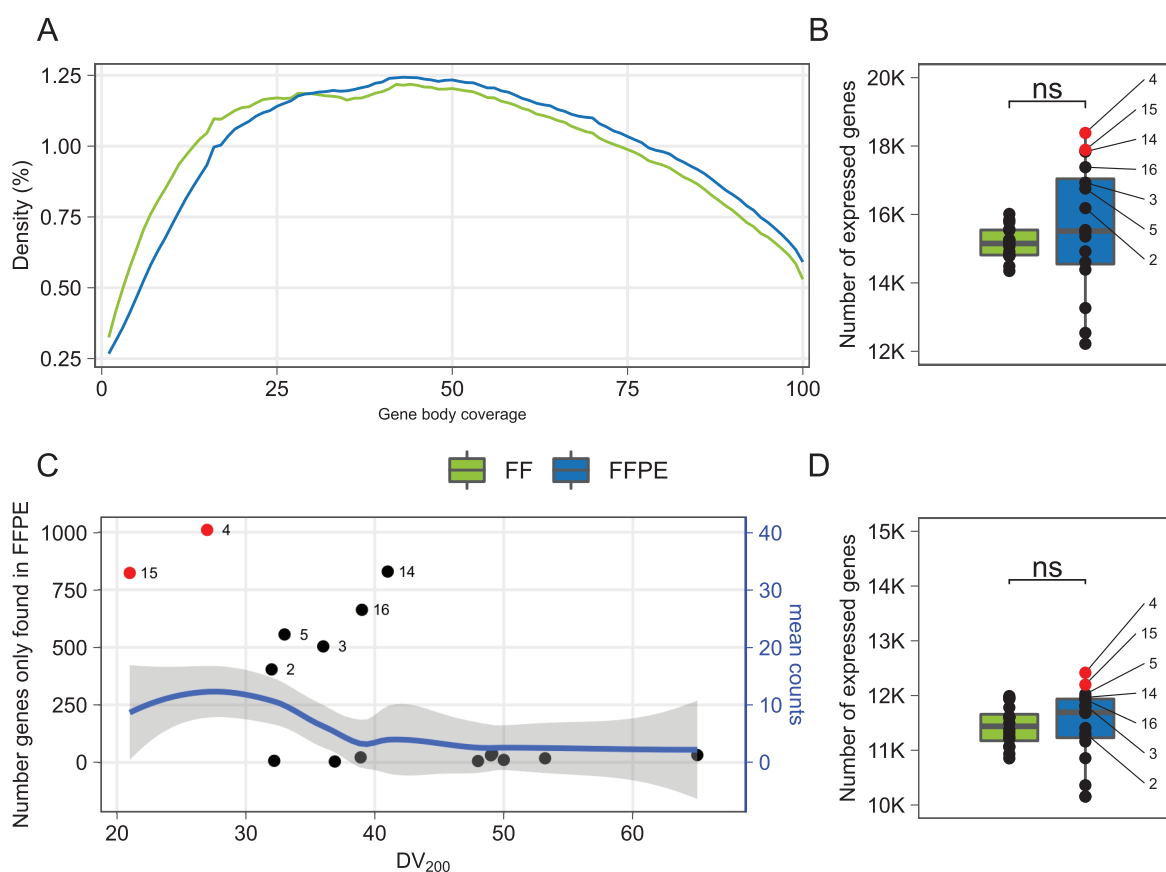 A
Density (%)
1.25
1.00
0.75
0.50
0.25
0 25 50 75 100
Gene body coverage
B
Number of expressed genes
20K
18K
16K
14K
12K
ns
4
15
14
16
3
5
2
FF FFPE
C
Number genes only found in FFPE
1000
750
500
250
0
4
15
14
16
5
3
2
40
30
20
10
0
mean counts
20 30 40 50 60
DV200
D
Number of expressed genes
15K
14K
13K
12K
11K
10K
ns
4
15
5
14
16
3
2